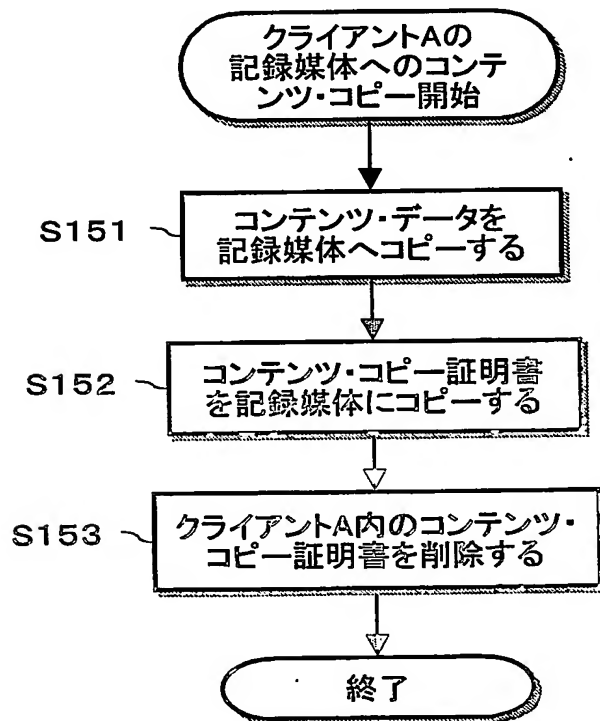 クライアントAの
記録媒体へのコンテ
ンツ・コピー開始
S151
コンテンツ・データを
記録媒体へコピーする
S152
コンテンツ・コピー証明書
を記録媒体にコピーする
S153
クライアントA内のコンテンツ・
コピー証明書を削除する
終了